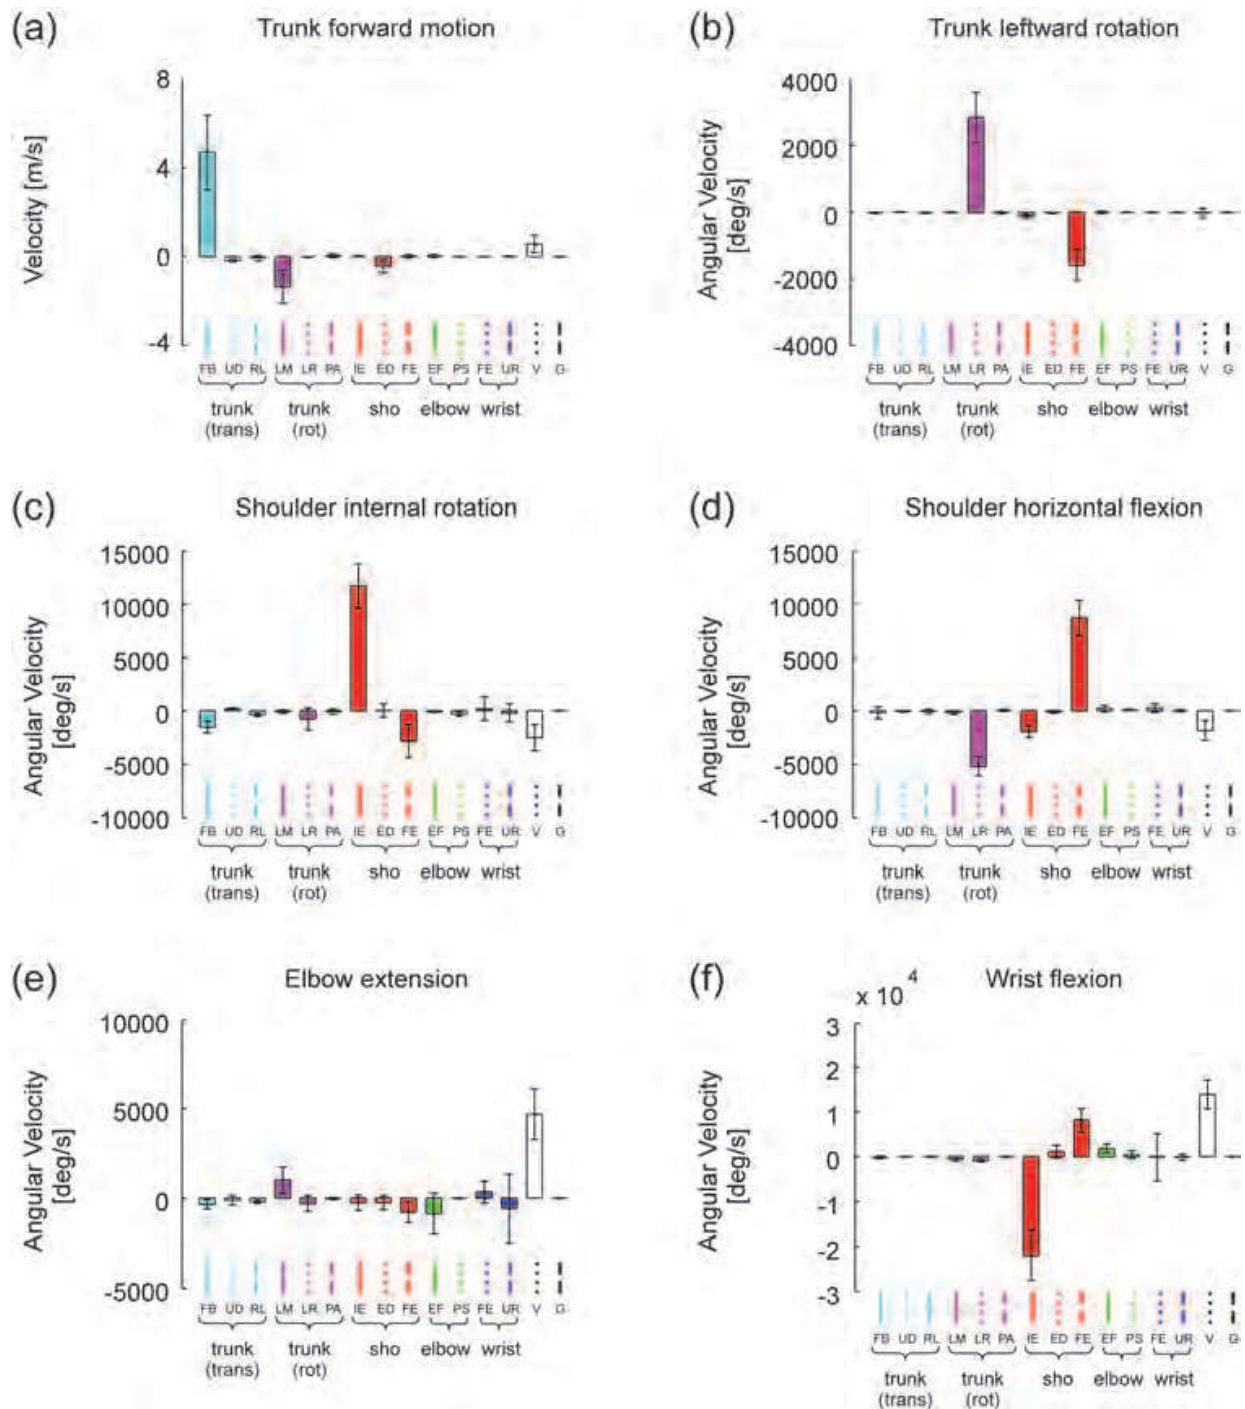 (a) Trunk forward motion
Velocity [m/s]
8
4
0
-4
FB UD RL LM LR PA IE ED FE EF PS FE UR V G
trunk (trans) trunk (rot) sho elbow wrist
(b) Trunk leftward rotation
Angular Velocity [deg/s]
4000
2000
0
-2000
-4000
FB UD RL LM LR PA IE ED FE EF PS FE UR V G
trunk (trans) trunk (rot) sho elbow wrist
(c) Shoulder internal rotation
Angular Velocity [deg/s]
15000
10000
5000
0
-5000
-10000
FB UD RL LM LR PA IE ED FE EF PS FE UR V G
trunk (trans) trunk (rot) sho elbow wrist
(d) Shoulder horizontal flexion
Angular Velocity [deg/s]
15000
10000
5000
0
-5000
-10000
FB UD RL LM LR PA IE ED FE EF PS FE UR V G
trunk (trans) trunk (rot) sho elbow wrist
(e) Elbow extension
Angular Velocity [deg/s]
10000
5000
0
-5000
FB UD RL LM LR PA IE ED FE EF PS FE UR V G
trunk (trans) trunk (rot) sho elbow wrist
(f) Wrist flexion
x 10 4
Angular Velocity [deg/s]
3
2
1
0
-1
-2
-3
FB UD RL LM LR PA IE ED FE EF PS FE UR V G
trunk (trans) trunk (rot) sho elbow wrist